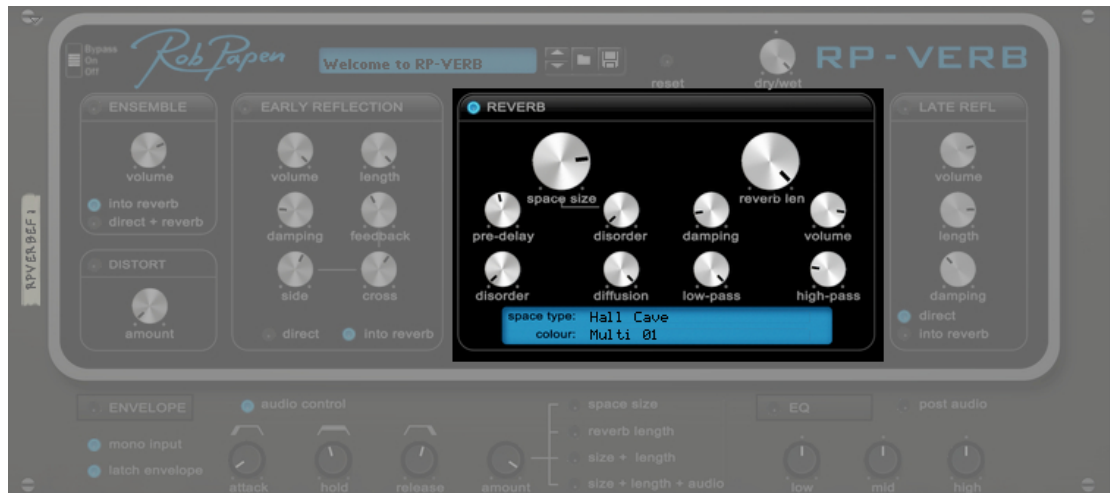 Bypass
On
Off
Rob Papen
Welcome to RP-VERB
reset
dry/wet
RP-VERB
ENSEMBLE
volume
into reverb
direct + reverb
DISTORT
amount
EARLY REFLECTION
volume length
damping feedback
side cross
direct into reverb
REVERB
space size reverb len
pre-delay disorder damping volume
disorder diffusion low-pass high-pass
space type: Hall Cave
colour: Multi 01
LATE REFL
volume
length
damping
direct
into reverb
RPVERBEF1
ENVELOPE
audio control
mono input
latch envelope
attack hold release amount
space size
reverb length
size + length
size + length + audio
EQ
post audio
low mid high